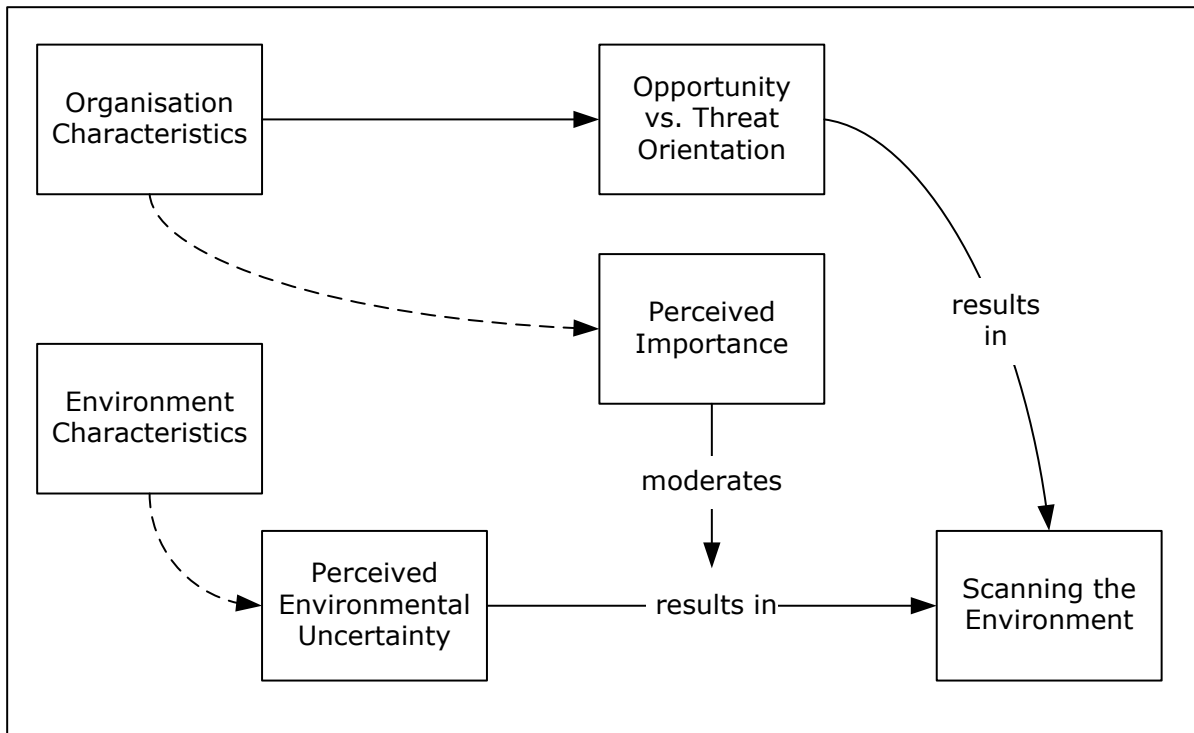 Organisation
Characteristics
Opportunity
vs. Threat
Orientation
Perceived
Importance
results
in
Environment
Characteristics
moderates
Perceived
Environmental
Uncertainty
results in
Scanning the
Environment